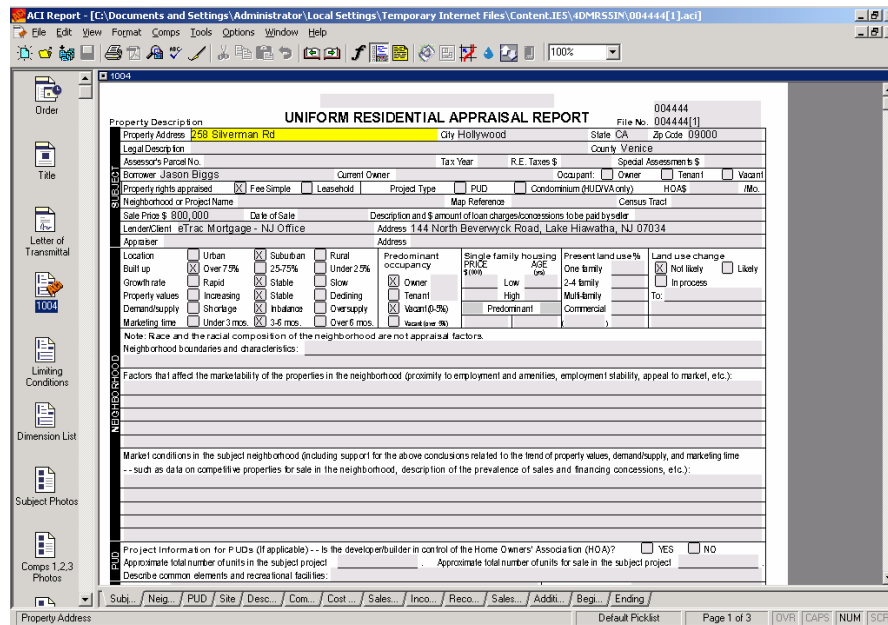 ACI Report - [C:\Documents and Settings\Administrator\Local Settings\Temporary Internet Files\Content.IE5\4DMRS5IN\004444[1].aci]
File Edit View Format Comps Tools Options Window Help
100%
1004
Order
Title
Letter of Transmittal
1004
Limiting Conditions
Dimension List
Subject Photos
Comps 1,2,3 Photos
004444
Property Description UNIFORM RESIDENTIAL APPRAISAL REPORT File No. 004444[1]
SUBJECT
Property Address 258 Silverman Rd City Hollywood State CA Zip Code 09000
Legal Description County Venice
Assessor's Parcel No. Tax Year R.E. Taxes $ Special Assessments $
Borrower Jason Biggs Current Owner Occupant: Owner Tenant Vacant
Property rights appraised X Fee Simple Leasehold Project Type PUD Condominium (HUD/VA only) HOA$ /Mo.
Neighborhood or Project Name Map Reference Census Tract
Sale Price $ 800,000 Date of Sale Description and $ amount of loan charges/concessions to be paid by seller
Lender/Client eTrac Mortgage - NJ Office Address 144 North Beverwyck Road, Lake Hiawatha, NJ 07034
Appraiser Address
NEIGHBORHOOD
Location Urban X Suburban Rural Predominant occupancy Single family housing PRICE $(000) AGE (yrs) Present land use % Land use change
Built up X Over 75% 25-75% Under 25% One family X Not likely Likely
Growth rate Rapid X Stable Slow X Owner Low 2-4 family In process
Property values Increasing X Stable Declining Tenant High Multi-family To:
Demand/supply Shortage X Inbalance Oversupply X Vacant (0-5%) Predominant Commercial
Marketing time Under 3 mos. X 3-6 mos. Over 6 mos. Vacant (over 5%) ( )
Note: Race and the racial composition of the neighborhood are not appraisal factors.
Neighborhood boundaries and characteristics:
Factors that affect the marketability of the properties in the neighborhood (proximity to employment and amenities, employment stability, appeal to market, etc.):
Market conditions in the subject neighborhood (including support for the above conclusions related to the trend of property values, demand/supply, and marketing time
- - such as data on competitive properties for sale in the neighborhood, description of the prevalence of sales and financing concessions, etc.):
PUD
Project Information for PUDs (If applicable) - - Is the developer/builder in control of the Home Owners' Association (HOA)? YES NO
Approximate total number of units in the subject project . Approximate total number of units for sale in the subject project .
Describe common elements and recreational facilities:
Subj... Neig... PUD Site Desc... Com... Cost ... Sales... Inco... Reco... Sales... Additi... Begi... Ending
Property Address Default Picklist Page 1 of 3 OVR CAPS NUM SCR